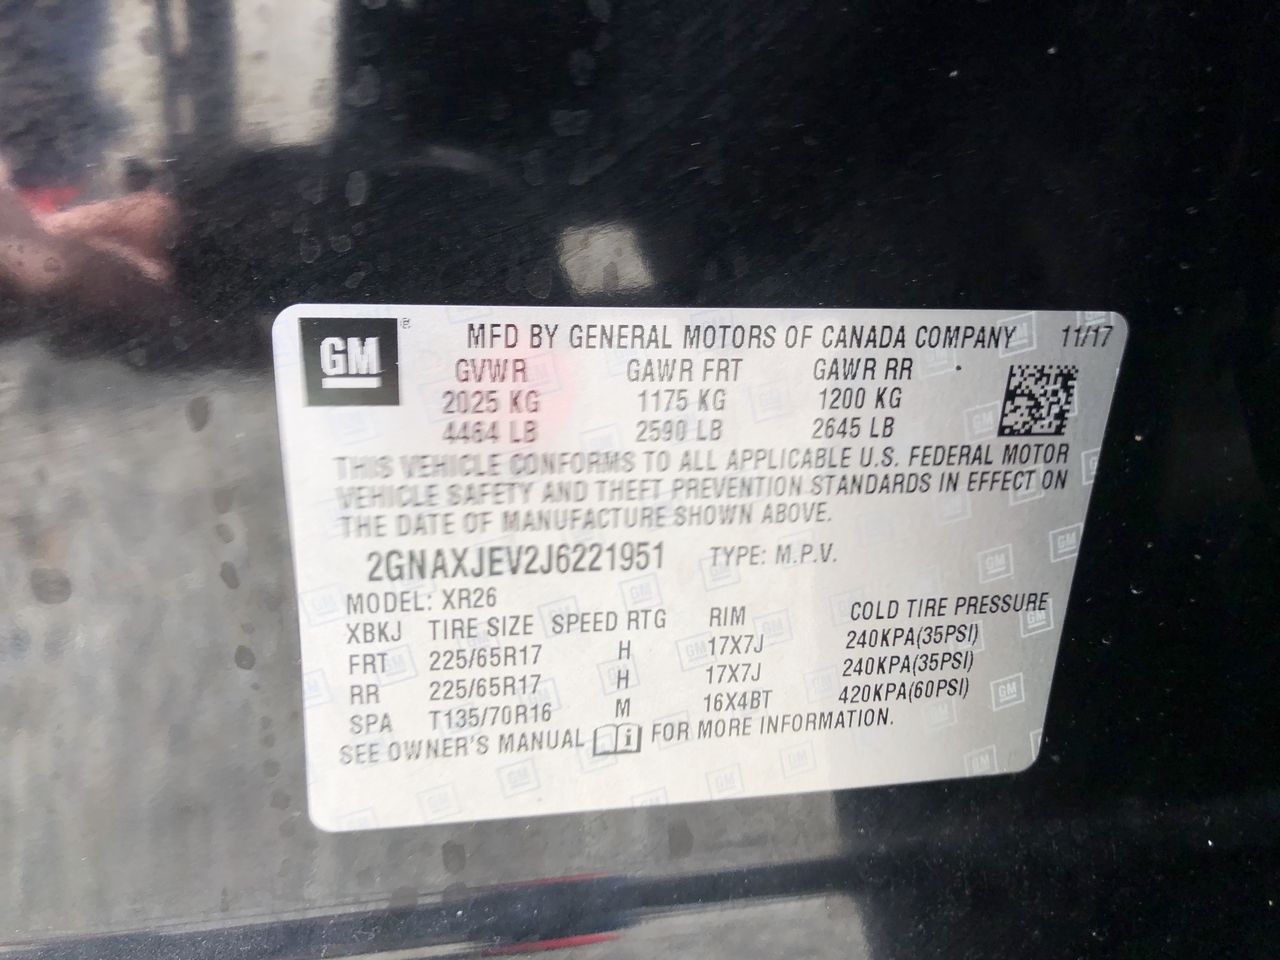 GM
MFD BY GENERAL MOTORS OF CANADA COMPANY 11/17
GVWR GAWR FRT GAWR RR
2025 KG 1175 KG 1200 KG
4464 LB 2590 LB 2645 LB
THIS VEHICLE CONFORMS TO ALL APPLICABLE U.S. FEDERAL MOTOR
VEHICLE SAFETY AND THEFT PREVENTION STANDARDS IN EFFECT ON
THE DATE OF MANUFACTURE SHOWN ABOVE.
2GNAXJEV2J6221951 TYPE: M.P.V.
MODEL: XR26
XBKJ TIRE SIZE SPEED RTG RIM COLD TIRE PRESSURE
FRT 225/65R17 H 17X7J 240KPA(35PSI)
RR 225/65R17 H 17X7J 240KPA(35PSI)
SPA T135/70R16 M 16X4BT 420KPA(60PSI)
SEE OWNER'S MANUAL FOR MORE INFORMATION.